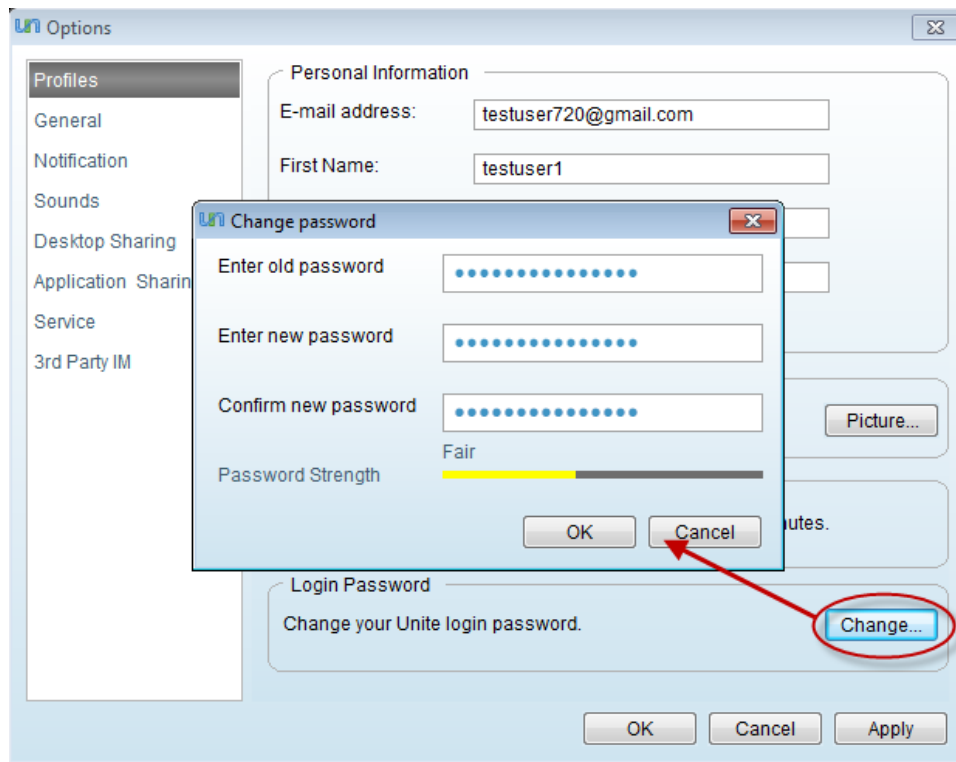 un Options
Profiles
General
Notification
Sounds
Desktop Sharing
Application Sharin
Service
3rd Party IM
Personal Information
E-mail address: testuser720@gmail.com
First Name: testuser1
un Change password
Enter old password
Enter new password
Confirm new password
Fair
Password Strength
OK Cancel
Picture...
utes.
Login Password
Change your Unite login password. Change...
OK Cancel Apply